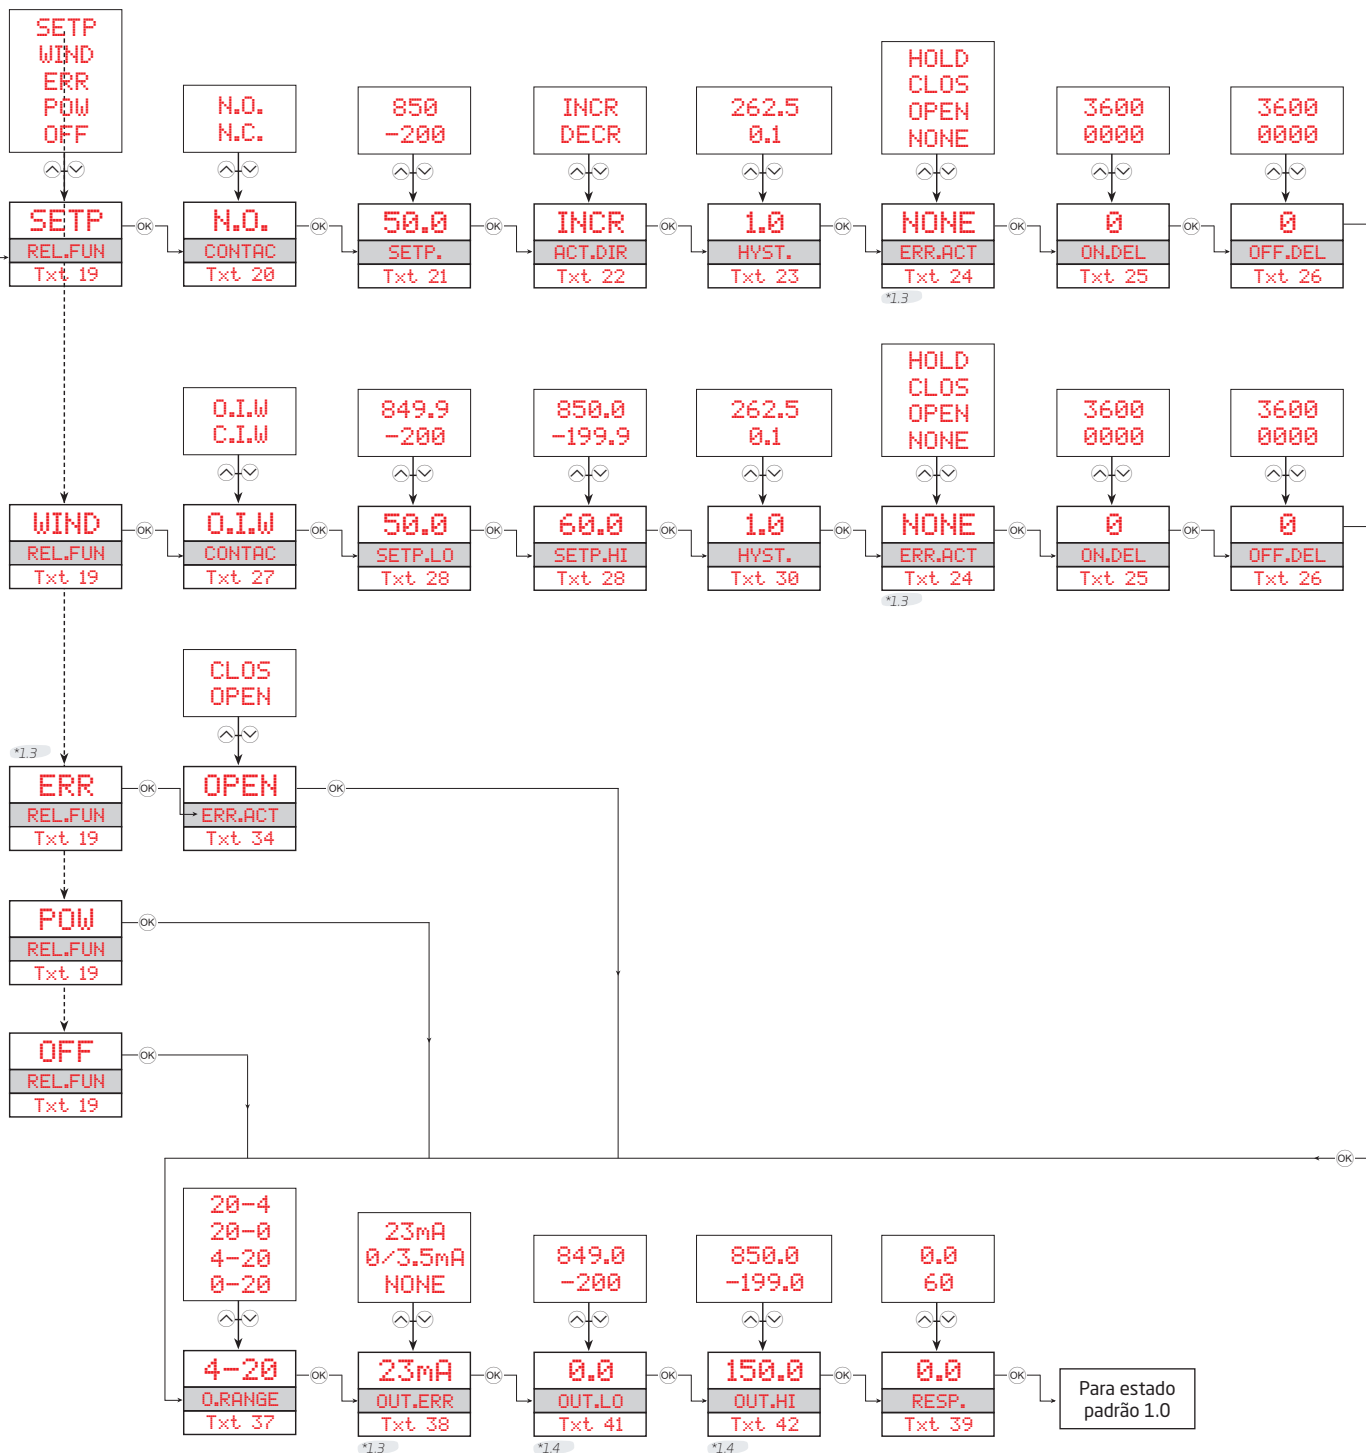 SETP
WIND
ERR
POW
OFF
N.O.
N.C.
850
-200
INCR
DECR
262.5
0.1
HOLD
CLOS
OPEN
NONE
3600
0000
3600
0000
SETP
REL.FUN
Txt 19
OK
N.O.
CONTAC
Txt 20
OK
50.0
SETP.
Txt 21
OK
INCR
ACT.DIR
Txt 22
OK
1.0
HYST.
Txt 23
OK
NONE
ERR.ACT
Txt 24
*1.3
OK
0
ON.DEL
Txt 25
OK
0
OFF.DEL
Txt 26
O.I.W
C.I.W
849.9
-200
850.0
-199.9
262.5
0.1
HOLD
CLOS
OPEN
NONE
3600
0000
3600
0000
WIND
REL.FUN
Txt 19
OK
O.I.W
CONTAC
Txt 27
OK
50.0
SETP.LO
Txt 28
OK
60.0
SETP.HI
Txt 28
OK
1.0
HYST.
Txt 30
OK
NONE
ERR.ACT
Txt 24
*1.3
OK
0
ON.DEL
Txt 25
OK
0
OFF.DEL
Txt 26
CLOS
OPEN
*1.3
ERR
REL.FUN
Txt 19
OK
OPEN
ERR.ACT
Txt 34
OK
POW
REL.FUN
Txt 19
OK
OFF
REL.FUN
Txt 19
OK
OK
20-4
20-0
4-20
0-20
23mA
0/3.5mA
NONE
849.0
-200
850.0
-199.0
0.0
60
4-20
O.RANGE
Txt 37
OK
23mA
OUT.ERR
Txt 38
*1.3
OK
0.0
OUT.LO
Txt 41
*1.4
OK
150.0
OUT.HI
Txt 42
*1.4
OK
0.0
RESP.
Txt 39
OK
Para estado
padrão 1.0